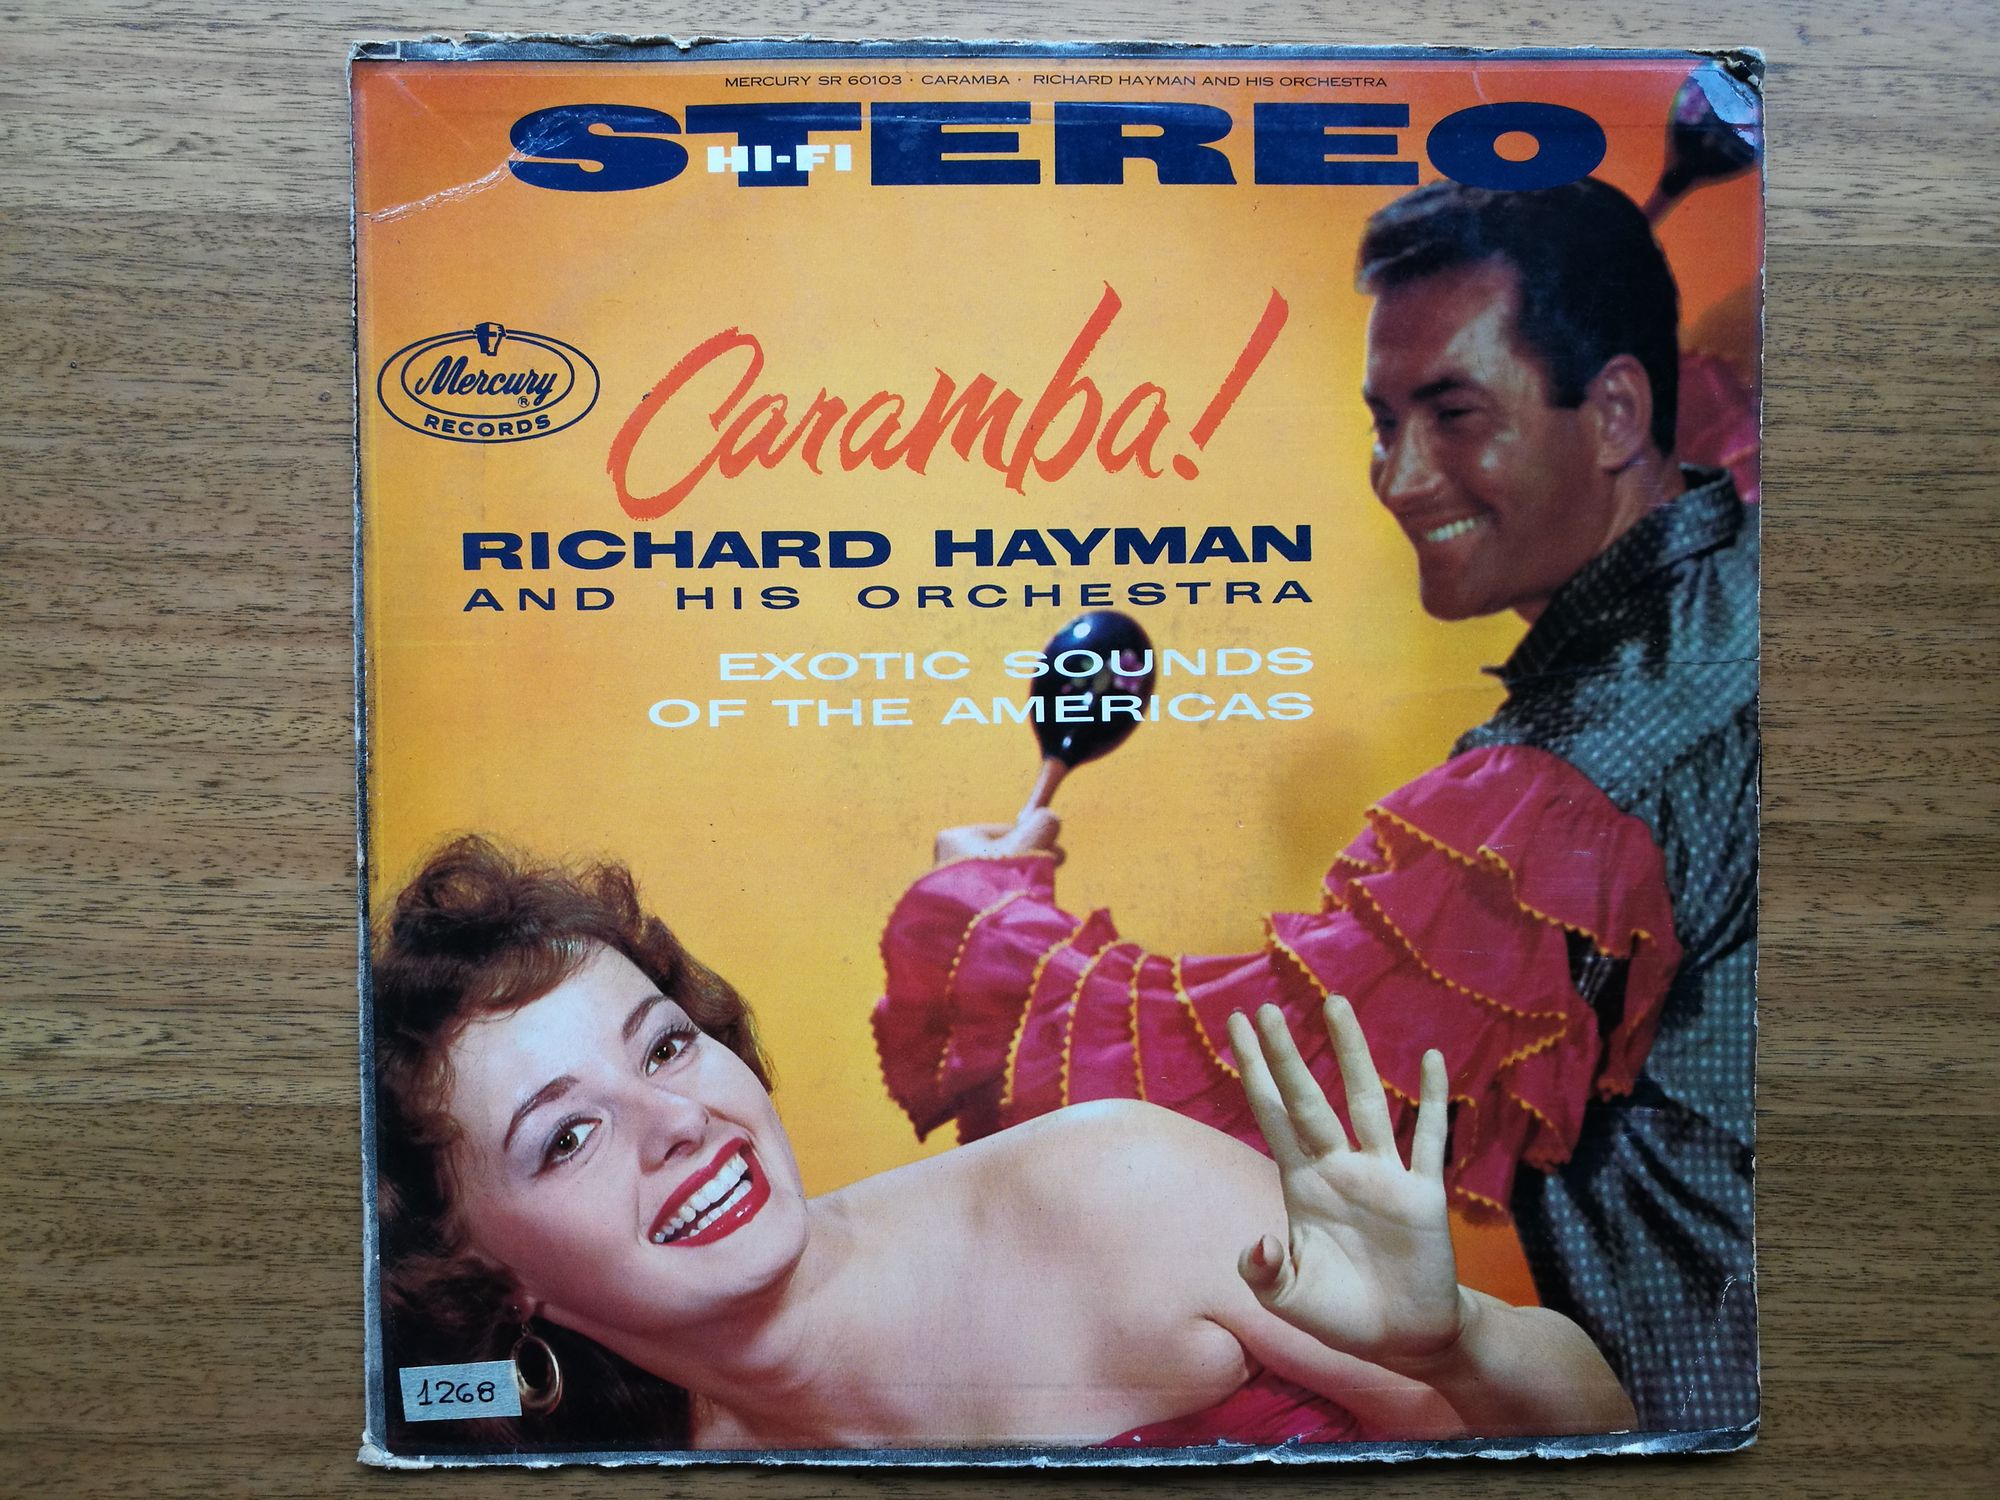 MERCURY SR 60103 · CARAMBA · RICHARD HAYMAN AND HIS ORCHESTRA
STEREO
HI-FI
Caramba!
Mercury
®
RECORDS
RICHARD HAYMAN
AND HIS ORCHESTRA
EXOTIC SOUNDS
OF THE AMERICAS
1268